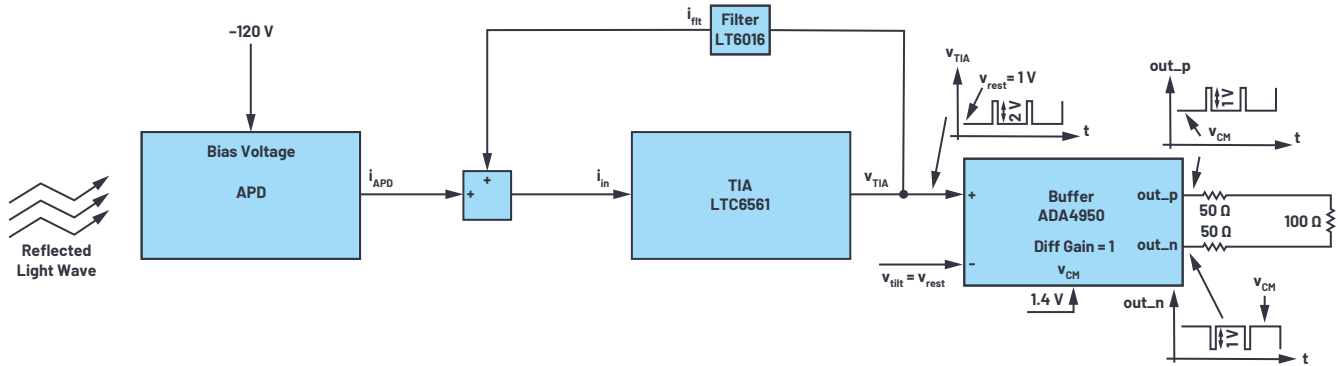 –120 V
Bias Voltage
APD
Reflected
Light Wave
i_APD
+
+
i_flt
Filter
LT6016
i_in
TIA
LTC6561
v_TIA
v_TIA
v_rest = 1 V
2 V
t
+
–
v_tilt = v_rest
Buffer
ADA4950
Diff Gain = 1
v_CM
1.4 V
out_p
out_n
out_p
1 V
v_CM
t
50 Ω
50 Ω
100 Ω
out_n
v_CM
1 V
t